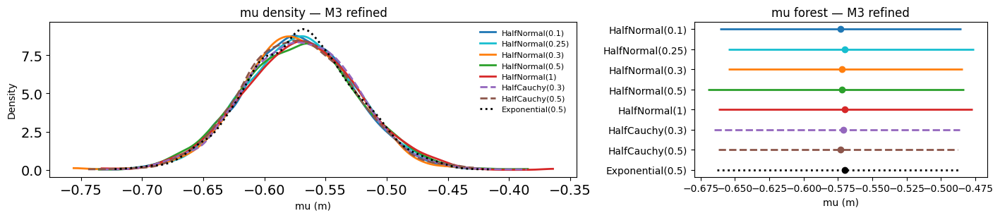 mu density — M3 refined
Density
7.5
5.0
2.5
0.0
−0.75
−0.70
−0.65
−0.60
−0.55
−0.50
−0.45
−0.40
−0.35
mu (m)
HalfNormal(0.1)
HalfNormal(0.25)
HalfNormal(0.3)
HalfNormal(0.5)
HalfNormal(1)
HalfCauchy(0.3)
HalfCauchy(0.5)
Exponential(0.5)
mu forest — M3 refined
HalfNormal(0.1)
HalfNormal(0.25)
HalfNormal(0.3)
HalfNormal(0.5)
HalfNormal(1)
HalfCauchy(0.3)
HalfCauchy(0.5)
Exponential(0.5)
−0.675
−0.650
−0.625
−0.600
−0.575
−0.550
−0.525
−0.500
−0.475
mu (m)